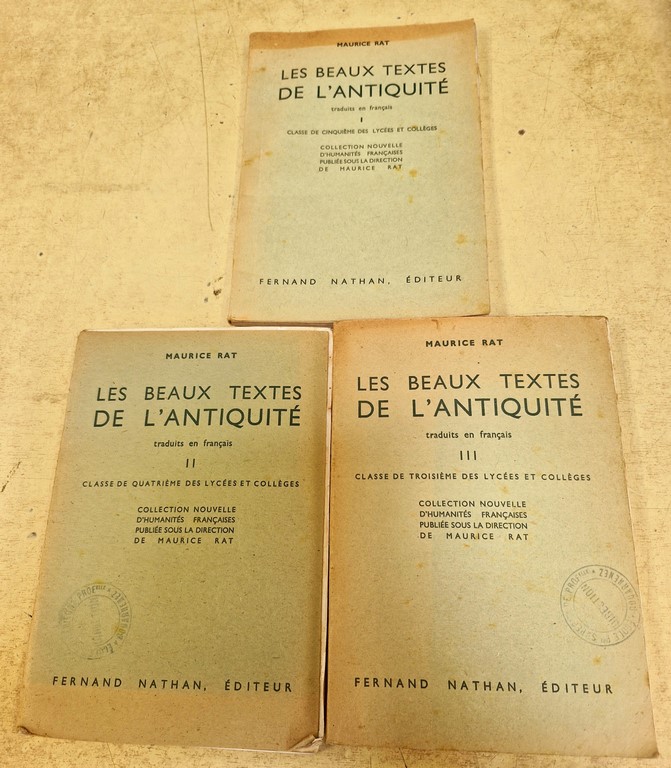 MAURICE RAT
LES BEAUX TEXTES
DE L'ANTIQUITÉ
traduits en français
I
CLASSE DE CINQUIÈME DES LYCÉES ET COLLÈGES
COLLECTION NOUVELLE
D'HUMANITÉS FRANÇAISES
PUBLIÉE SOUS LA DIRECTION
DE MAURICE RAT
FERNAND NATHAN, ÉDITEUR
MAURICE RAT
LES BEAUX TEXTES
DE L'ANTIQUITÉ
traduits en français
II
CLASSE DE QUATRIÈME DES LYCÉES ET COLLÈGES
COLLECTION NOUVELLE
D'HUMANITÉS FRANÇAISES
PUBLIÉE SOUS LA DIRECTION
DE MAURICE RAT
FERNAND NATHAN, ÉDITEUR
MAURICE RAT
LES BEAUX TEXTES
DE L'ANTIQUITÉ
traduits en français
III
CLASSE DE TROISIÈME DES LYCÉES ET COLLÈGES
COLLECTION NOUVELLE
D'HUMANITÉS FRANÇAISES
PUBLIÉE SOUS LA DIRECTION
DE MAURICE RAT
DIRECTION
FERNAND NATHAN, ÉDITEUR